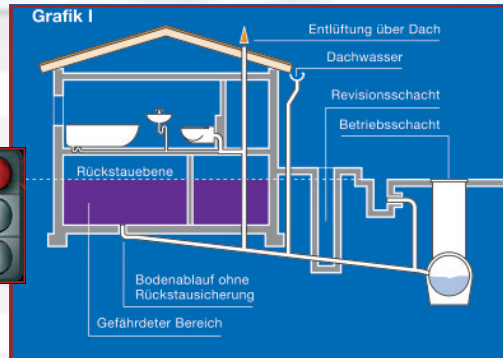 Grafik I
Entlüftung über Dach
Dachwasser
Revisionsschacht
Betriebsschacht
Rückstauebene
Bodenablauf ohne
Rückstausicherung
Gefährdeter Bereich